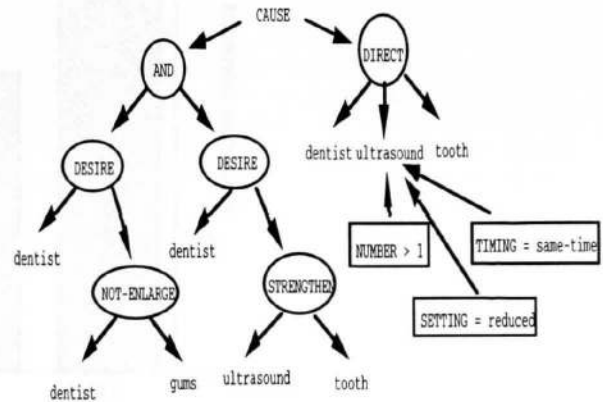 CAUSE
AND
DIRECT
dentist ultrasound tooth
DESIRE
DESIRE
dentist
dentist
NUMBER > 1
TIMING = same-time
NOT-ENLARGE
STRENGTHEN
SETTING = reduced
dentist
gums
ultrasound
tooth